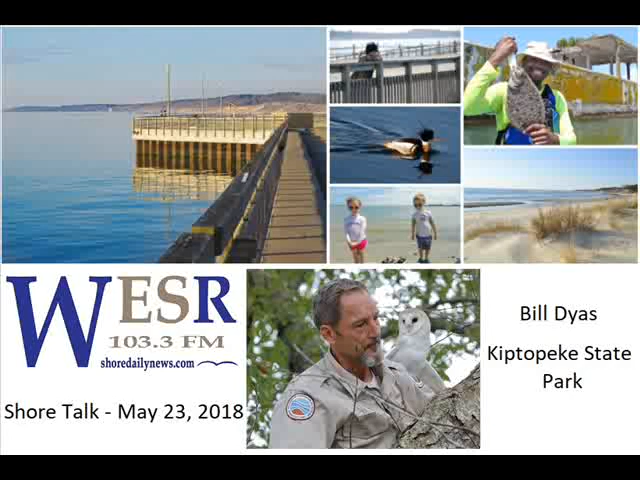 WESR
103.3 FM
shoredailynews.com
Shore Talk - May 23, 2018
Bill Dyas
Kiptopeke State
Park